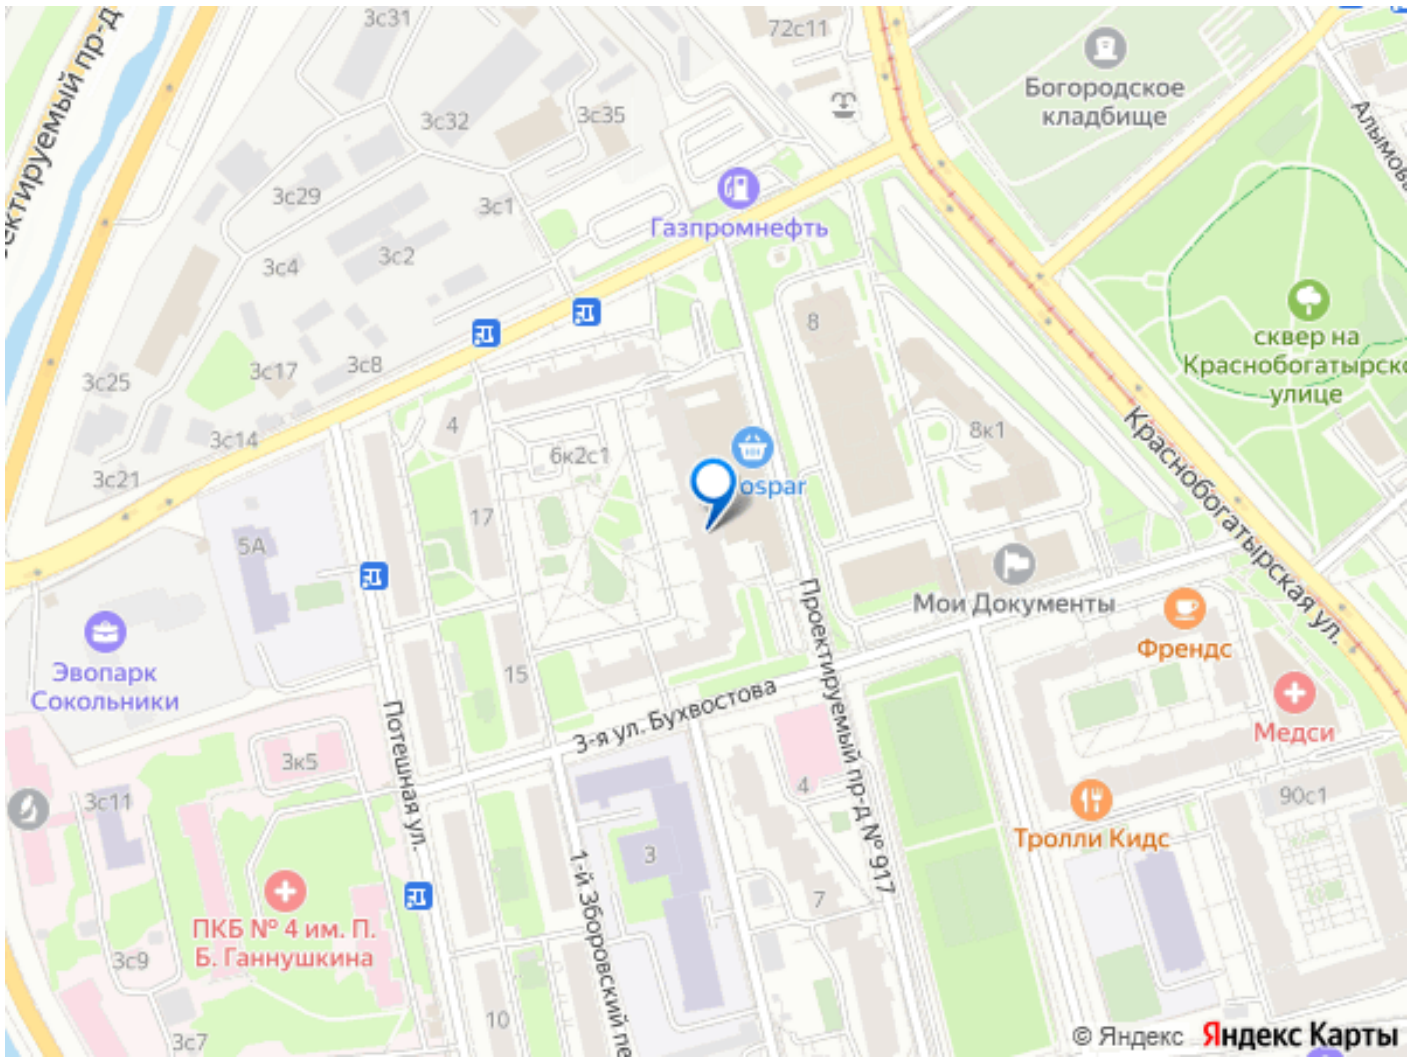 3с31
72с11
Богородское
кладбище
Алымова
3с32
3с35
3с29
3с1
Газпромнефть
3с4
3с2
8
сквер на
Краснобогатырско
улице
3с25
3с17
3с8
4
3с14
6к2с1
8к1
3с21
ospar
17
Краснобогатырская ул.
5А
Мои Документы
Френдс
Эвопарк
Сокольники
15
Проектируемый пр-д № 917
3-я ул. Бухвостова
Медси
Потешная ул.
3к5
4
3с11
90с1
Тролли Кидс
3
1-й Зборовский пе
7
ПКБ № 4 им. П.
Б. Ганнушкина
3с9
10
3с7
ектируемый пр-д
© Яндекс Яндекс Карты